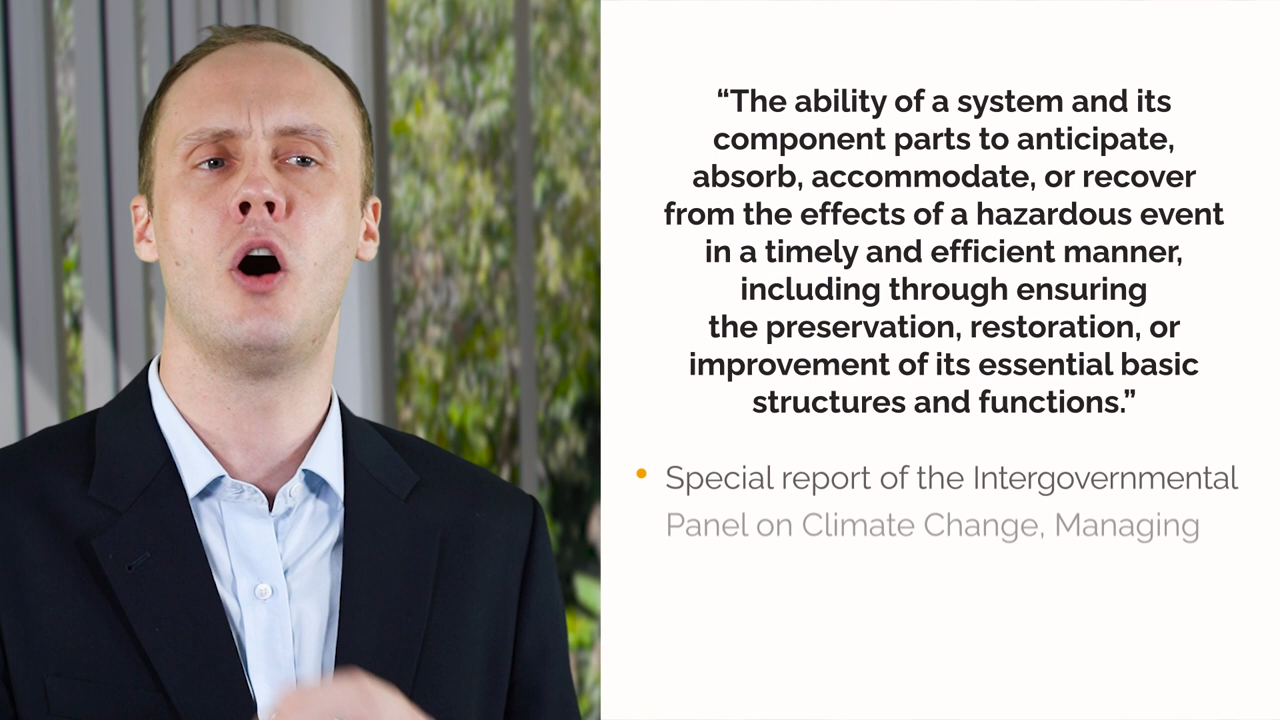 “The ability of a system and its
component parts to anticipate,
absorb, accommodate, or recover
from the effects of a hazardous event
in a timely and efficient manner,
including through ensuring
the preservation, restoration, or
improvement of its essential basic
structures and functions.”
• Special report of the Intergovernmental
Panel on Climate Change, Managing